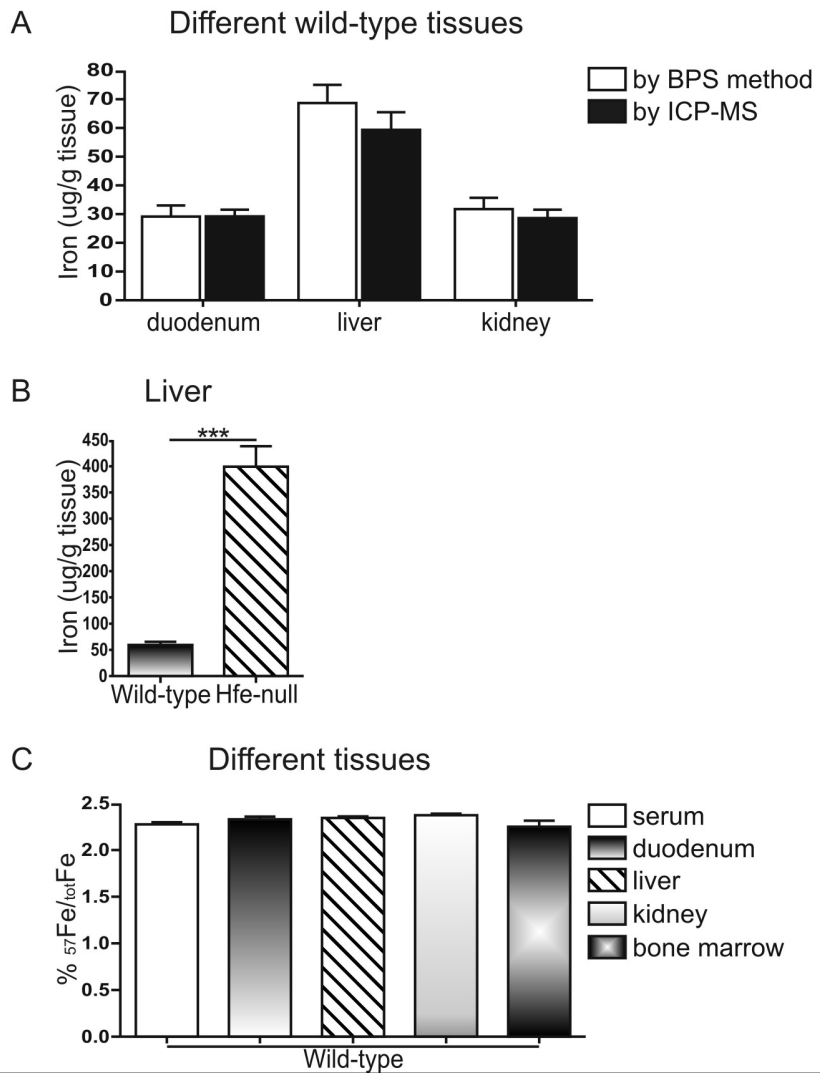 A Different wild-type tissues
80
70
60
50
40
30
20
10
0
Iron (ug/g tissue)
duodenum liver kidney
by BPS method
by ICP-MS
B Liver
450
400
350
300
250
200
150
100
50
0
Iron (ug/g tissue)
***
Wild-type Hfe-null
C Different tissues
2.5
2.0
1.5
1.0
0.5
0.0
% 57Fe/totFe
Wild-type
serum
duodenum
liver
kidney
bone marrow